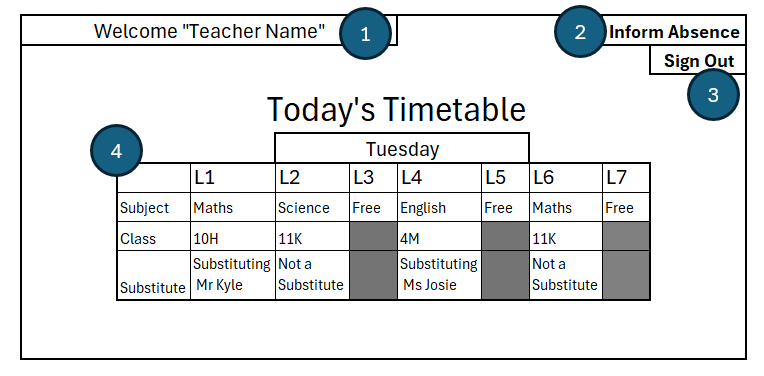 Welcome "Teacher Name"
1
2
Inform Absence
Sign Out
3
Today's Timetable
4
Tuesday
L1 L2 L3 L4 L5 L6 L7
Subject Maths Science Free English Free Maths Free
Class 10H 11K 4M 11K
Substituting Not a Substituting Not a
Substitute Mr Kyle Substitute Ms Josie Substitute